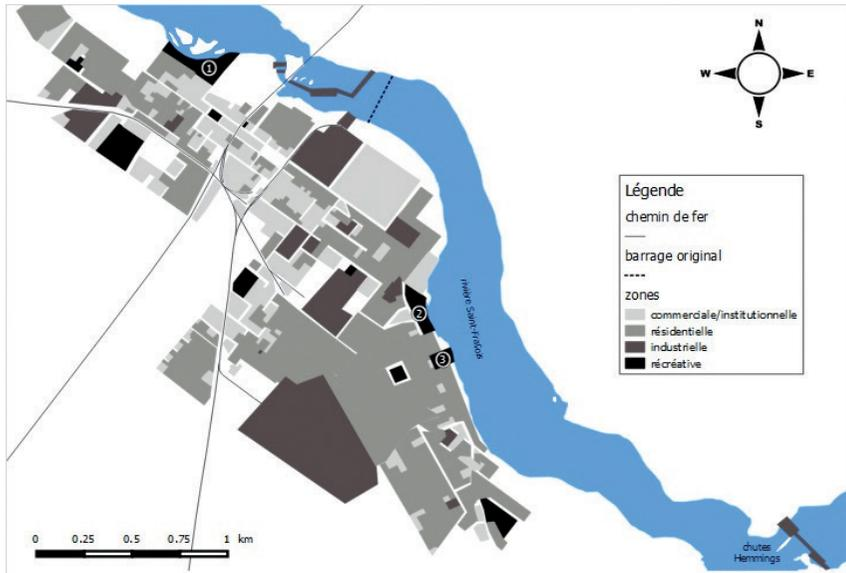 N
W E
S
1
Légende
chemin de fer
barrage original
zones
commerciale/institutionnelle
résidentielle
industrielle
récréative
rivière Saint-Fraçois
2
3
0 0.25 0.5 0.75 1 km
chutes
Hemmings